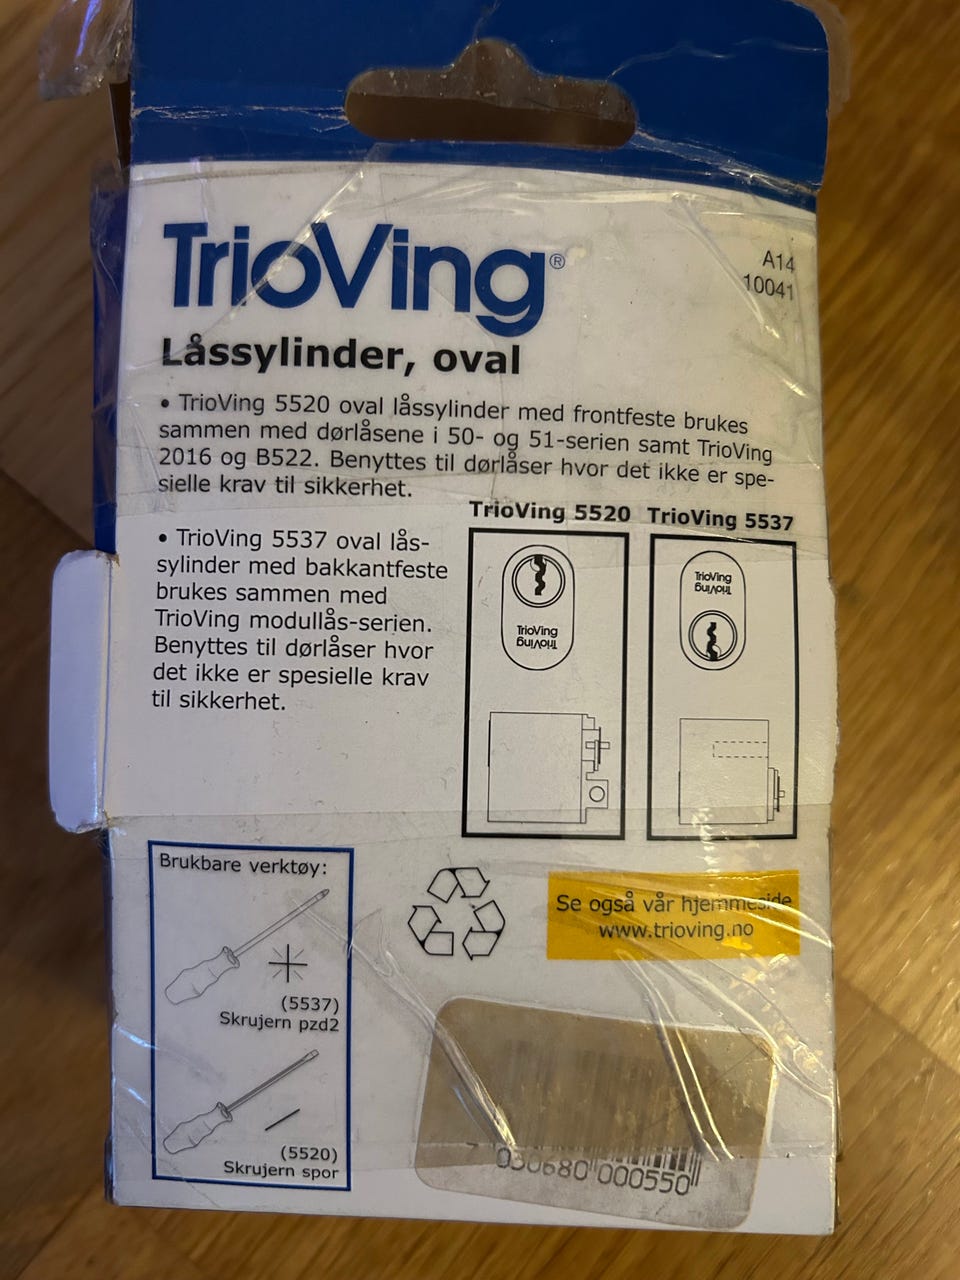 TrioVing®
A14
10041
Låssylinder, oval
• TrioVing 5520 oval låssylinder med frontfeste brukes
sammen med dørlåsene i 50- og 51-serien samt TrioVing
2016 og B522. Benyttes til dørlåser hvor det ikke er spe-
sielle krav til sikkerhet.
• TrioVing 5537 oval lås-
sylinder med bakkantfeste
brukes sammen med
TrioVing modullås-serien.
Benyttes til dørlåser hvor
det ikke er spesielle krav
til sikkerhet.
TrioVing 5520
TrioVing
TrioVing
TrioVing 5537
TrioVing
TrioVing
Brukbare verktøy:
(5537)
Skrujern pzd2
(5520)
Skrujern spor
Se også vår hjemmeside
www.trioving.no
7 030680 000550